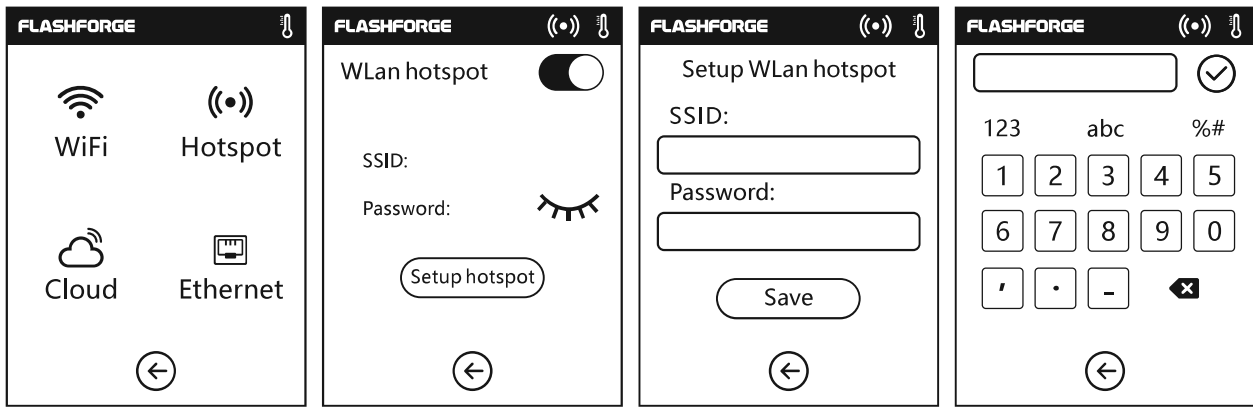 FLASHFORGE
WiFi
Hotspot
Cloud
Ethernet
FLASHFORGE
WLan hotspot
SSID:
Password:
Setup hotspot
FLASHFORGE
Setup WLan hotspot
SSID:
Password:
Save
FLASHFORGE
123 abc %#
1 2 3 4 5
6 7 8 9 0
, . _